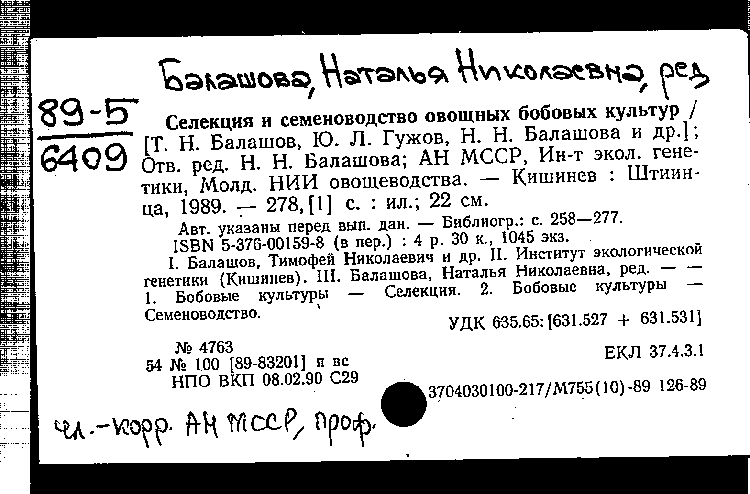 Балашова, Наталья Николаевна, ред
89-5
6409
Селекция и семеноводство овощных бобовых культур /
[Т. Н. Балашов, Ю. Л. Гужов, Н. Н. Балашова и др.];
Отв. ред. Н. Н. Балашова; АН МССР, Ин-т экол. гене-
тики, Молд. НИИ овощеводства. — Кишинев : Штиин-
ца, 1989. — 278, [1] с. : ил.; 22 см.
Авт. указаны перед вып. дан. — Библиогр.: с. 258—277.
ISBN 5-376-00159-8 (в пер.) : 4 р. 30 к., 1045 экз.
I. Балашов, Тимофей Николаевич и др. II. Институт экологической
генетики (Кишинев). III. Балашова, Наталья Николаевна, ред. — —
1. Бобовые культуры — Селекция. 2. Бобовые культуры —
Семеноводство.
УДК 635.65:[631.527 + 631.531]
№ 4763
54 № 100 [89-83201] п вс
НПО ВКП 08.02.90 С29
ЕКЛ 37.4.3.1
3704030100-217/М755(10)-89 126-89
чл.-корр. АН МССР, проф.